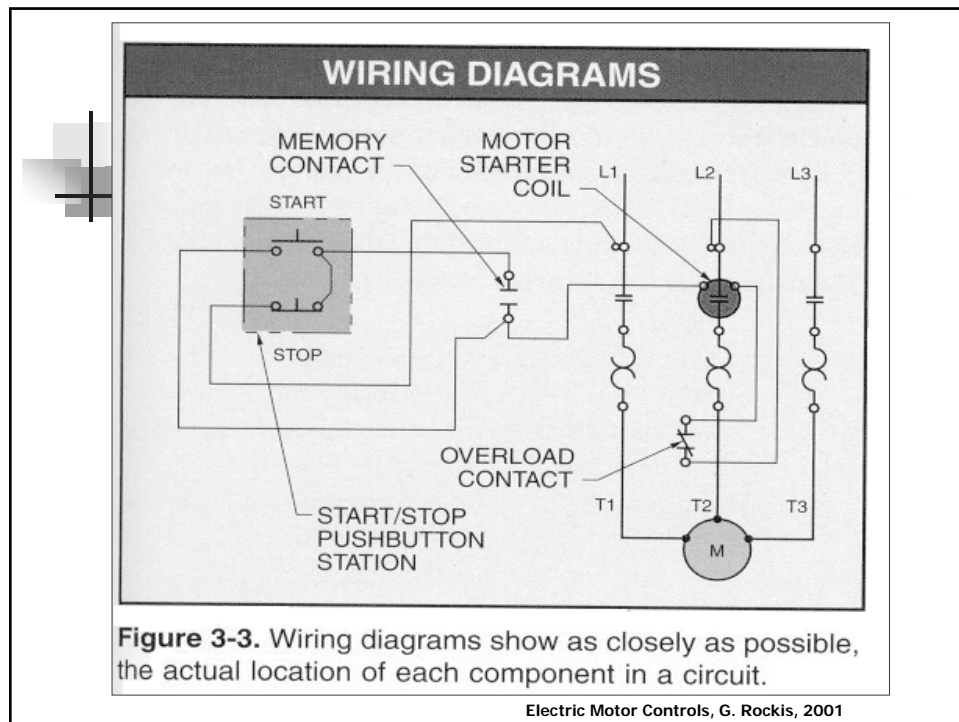 WIRING DIAGRAMS
MEMORY
CONTACT
MOTOR
STARTER
COIL
L1
L2
L3
START
STOP
OVERLOAD
CONTACT
T1
T2
T3
START/STOP
PUSHBUTTON
STATION
M
Figure 3-3. Wiring diagrams show as closely as possible,
the actual location of each component in a circuit.
Electric Motor Controls, G. Rockis, 2001